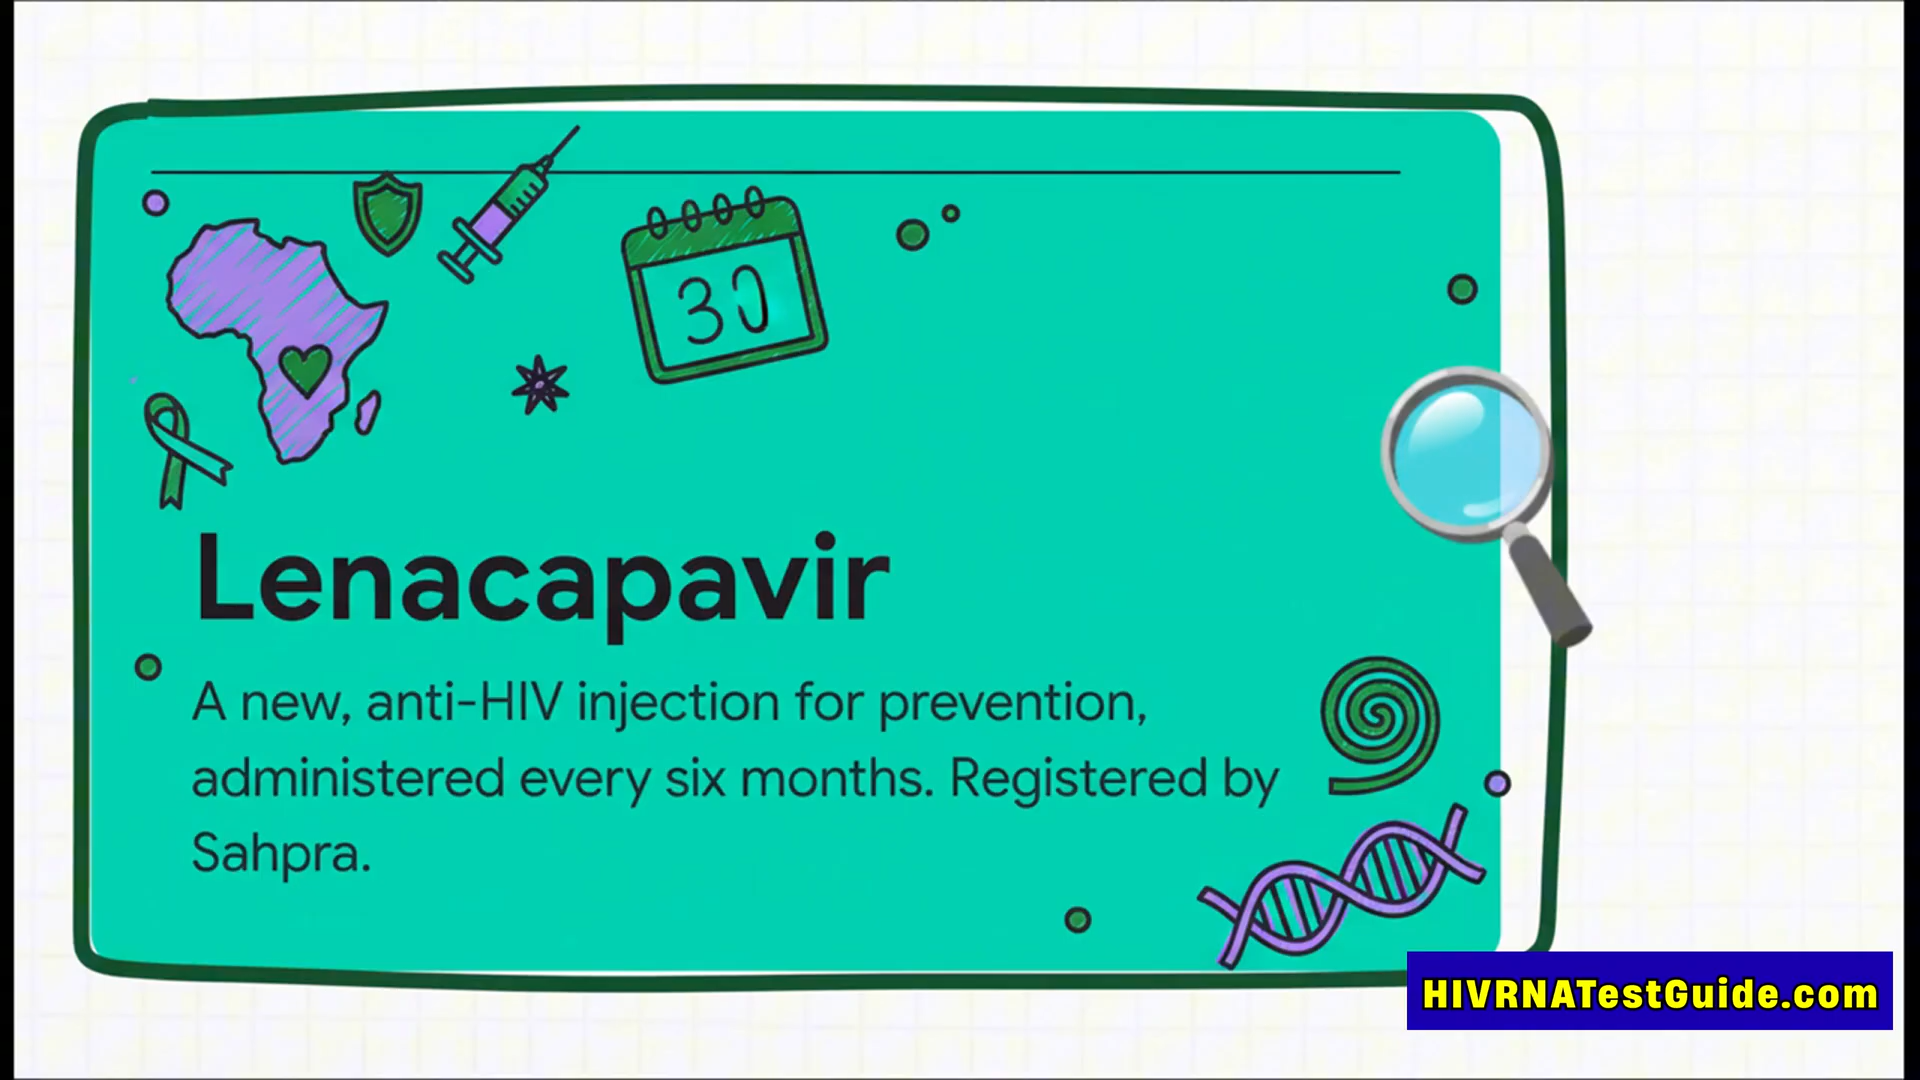 30
Lenacapavir
A new, anti-HIV injection for prevention,
administered every six months. Registered by
Sahpra.
HIVRNATestGuide.com